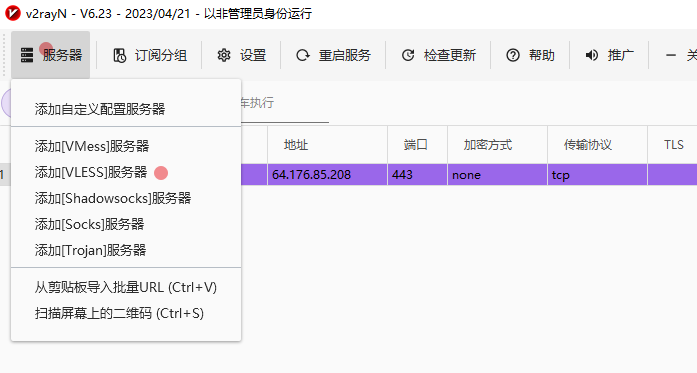 v2rayN - V6.23 - 2023/04/21 - 以非管理员身份运行
服务器 订阅分组 设置 重启服务 检查更新 帮助 推广 关
车执行
添加自定义配置服务器
地址 端口 加密方式 传输协议 TLS
添加[VMess]服务器
1 64.176.85.208 443 none tcp
添加[VLESS]服务器
添加[Shadowsocks]服务器
添加[Socks]服务器
添加[Trojan]服务器
从剪贴板导入批量URL (Ctrl+V)
扫描屏幕上的二维码 (Ctrl+S)